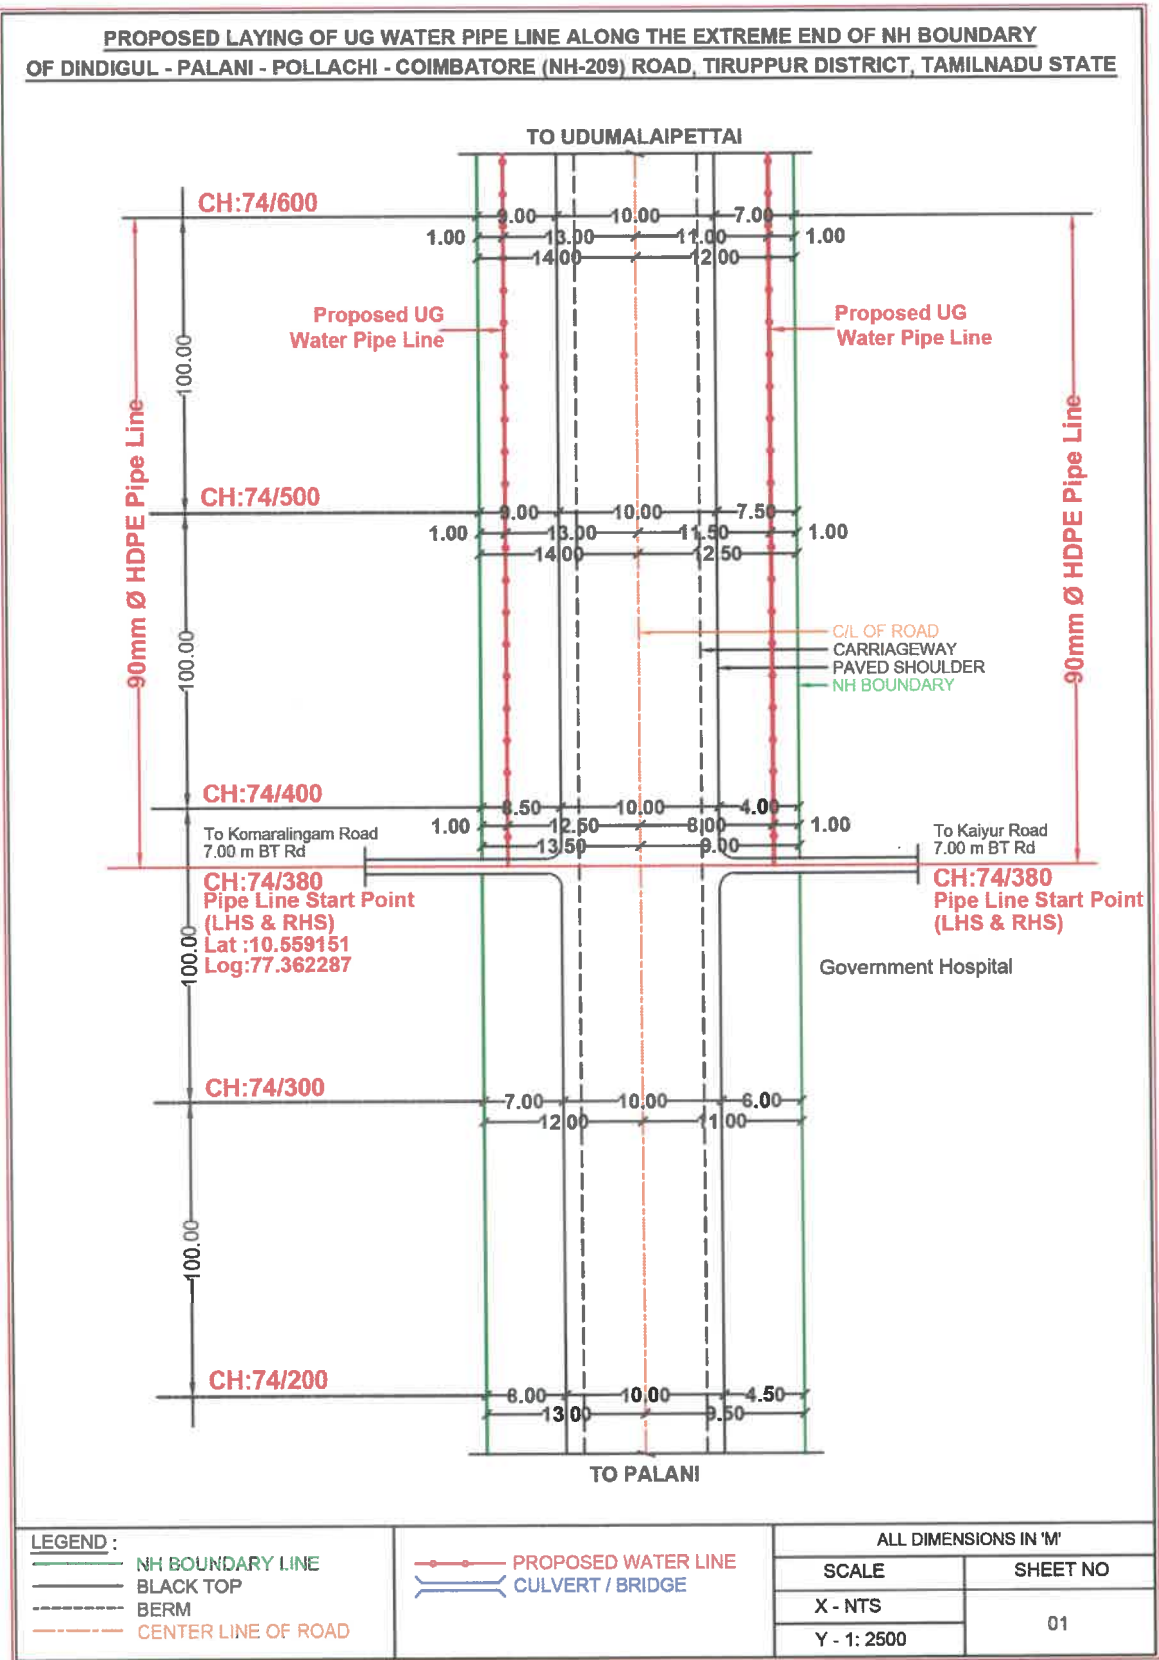 PROPOSED LAYING OF UG WATER PIPE LINE ALONG THE EXTREME END OF NH BOUNDARY
OF DINDIGUL - PALANI - POLLACHI - COIMBATORE (NH-209) ROAD, TIRUPPUR DISTRICT, TAMILNADU STATE
TO UDUMALAIPETTAI
CH:74/600
9.00 10.00 7.00
1.00 13.00 11.00 1.00
14.00 12.00
Proposed UG
Water Pipe Line
Proposed UG
Water Pipe Line
100.00
90mm Ø HDPE Pipe Line
90mm Ø HDPE Pipe Line
CH:74/500
9.00 10.00 7.50
1.00 13.00 11.50 1.00
14.00 12.50
C/L OF ROAD
CARRIAGEWAY
PAVED SHOULDER
NH BOUNDARY
100.00
CH:74/400
8.50 10.00 4.00
1.00 12.50 8.00 1.00
13.50 9.00
To Komaralingam Road
7.00 m BT Rd
To Kaiyur Road
7.00 m BT Rd
CH:74/380
Pipe Line Start Point
(LHS & RHS)
Lat :10.559151
Log:77.362287
CH:74/380
Pipe Line Start Point
(LHS & RHS)
100.00
Government Hospital
CH:74/300
7.00 10.00 6.00
12.00 11.00
100.00
CH:74/200
8.00 10.00 4.50
13.00 9.50
TO PALANI
LEGEND :
NH BOUNDARY LINE
BLACK TOP
BERM
CENTER LINE OF ROAD
PROPOSED WATER LINE
CULVERT / BRIDGE
ALL DIMENSIONS IN 'M'
SCALE SHEET NO
X - NTS
Y - 1: 2500
01